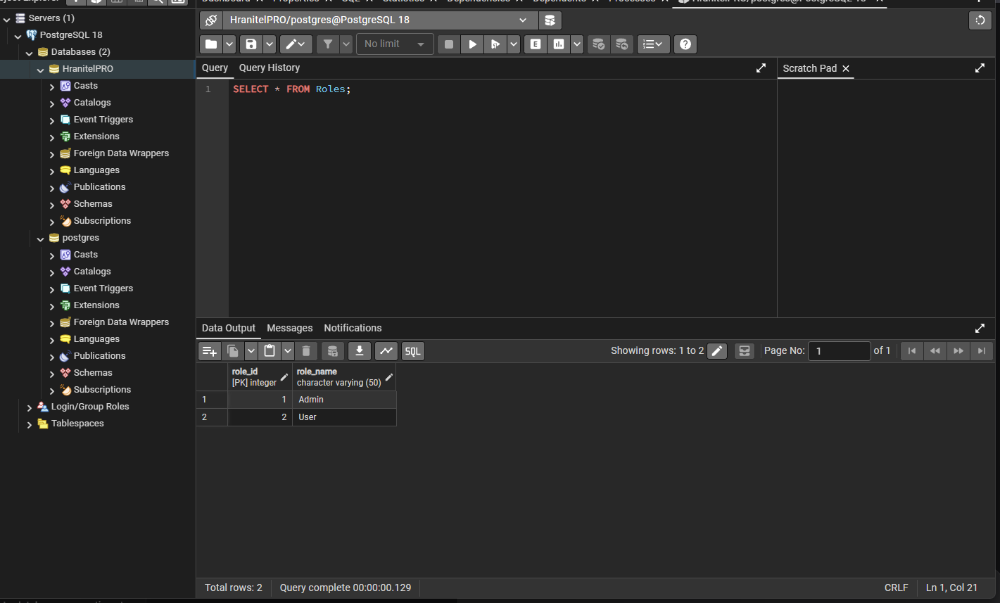 Servers (1)
PostgreSQL 18
Databases (2)
HranitelPRO
Casts
Catalogs
Event Triggers
Extensions
Foreign Data Wrappers
Languages
Publications
Schemas
Subscriptions
postgres
Casts
Catalogs
Event Triggers
Extensions
Foreign Data Wrappers
Languages
Publications
Schemas
Subscriptions
Login/Group Roles
Tablespaces
HranitelPRO/postgres@PostgreSQL 18
No limit
E
Query Query History
Scratch Pad
1 SELECT * FROM Roles;
Data Output Messages Notifications
SQL
Showing rows: 1 to 2
Page No: 1 of 1
role_id role_name
[PK] integer character varying (50)
1 1 Admin
2 2 User
Total rows: 2 Query complete 00:00:00.129
CRLF Ln 1, Col 21